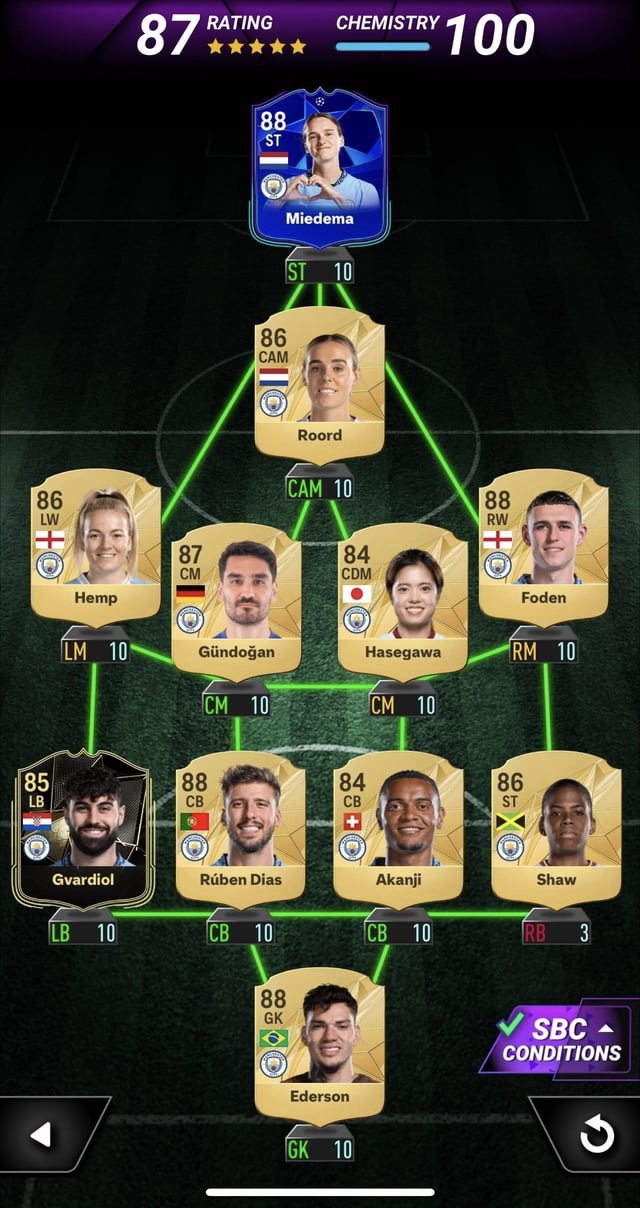 87 RATING CHEMISTRY 100
88
ST
Miedema
ST 10
86
CAM
Roord
CAM 10
86
LW
Hemp
LM 10
87
CM
Gündoğan
CM 10
84
CDM
Hasegawa
CM 10
88
RW
Foden
RM 10
85
LB
Gvardiol
LB 10
88
CB
Rúben Dias
CB 10
84
CB
Akanji
CB 10
86
ST
Shaw
RB 3
88
GK
Ederson
GK 10
SBC
CONDITIONS